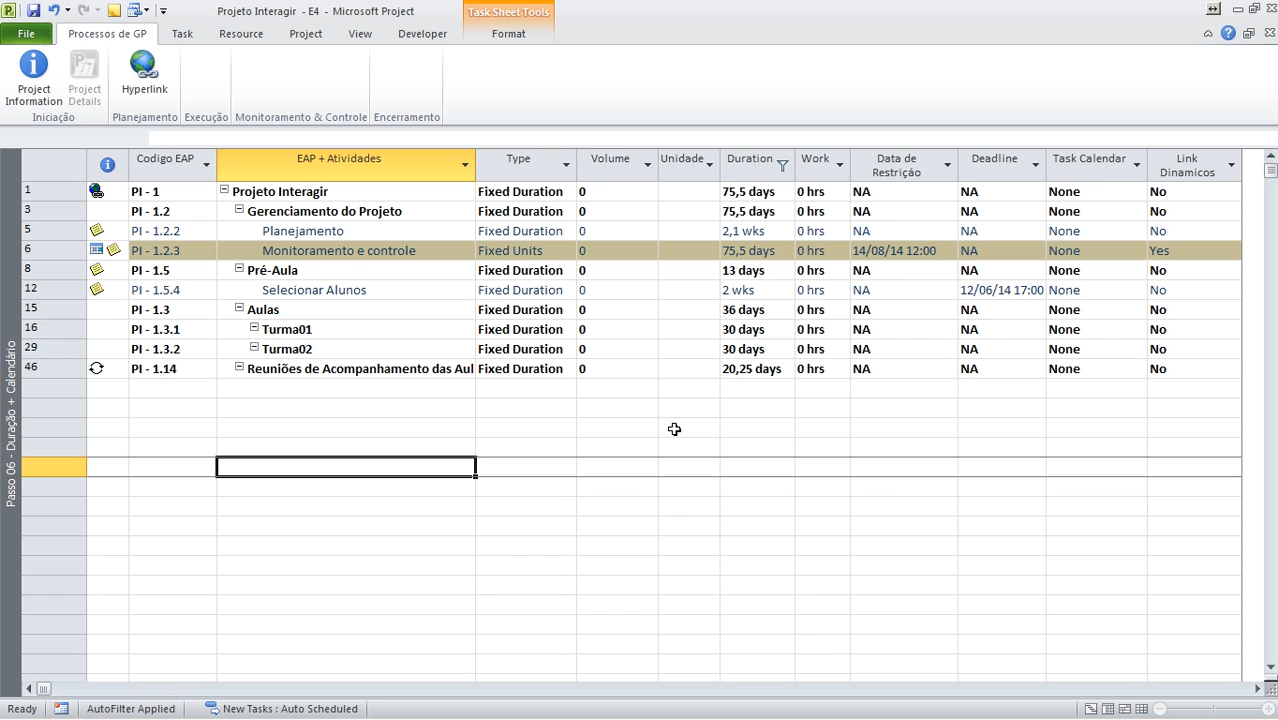 Projeto Interagir - E4 - Microsoft Project
Task Sheet Tools
File Processos de GP Task Resource Project View Developer Format
Project Information
Project Details
Hyperlink
Iniciação Planejamento Execução Monitoramento & Controle Encerramento
Codigo EAP EAP + Atividades Type Volume Unidade Duration Work Data de Restrição Deadline Task Calendar Link Dinamicos
1 PI - 1 Projeto Interagir Fixed Duration 0 75,5 days 0 hrs NA NA None No
3 PI - 1.2 Gerenciamento do Projeto Fixed Duration 0 75,5 days 0 hrs NA NA None No
5 PI - 1.2.2 Planejamento Fixed Duration 0 2,1 wks 0 hrs NA NA None No
6 PI - 1.2.3 Monitoramento e controle Fixed Units 0 75,5 days 0 hrs 14/08/14 12:00 NA None Yes
8 PI - 1.5 Pré-Aula Fixed Duration 0 13 days 0 hrs NA NA None No
12 PI - 1.5.4 Selecionar Alunos Fixed Duration 0 2 wks 0 hrs NA 12/06/14 17:00 None No
15 PI - 1.3 Aulas Fixed Duration 0 36 days 0 hrs NA NA None No
16 PI - 1.3.1 Turma01 Fixed Duration 0 30 days 0 hrs NA NA None No
29 PI - 1.3.2 Turma02 Fixed Duration 0 30 days 0 hrs NA NA None No
46 PI - 1.14 Reuniões de Acompanhamento das Aul Fixed Duration 0 20,25 days 0 hrs NA NA None No
Passo 06 - Duração + Calendário
Ready AutoFilter Applied New Tasks : Auto Scheduled